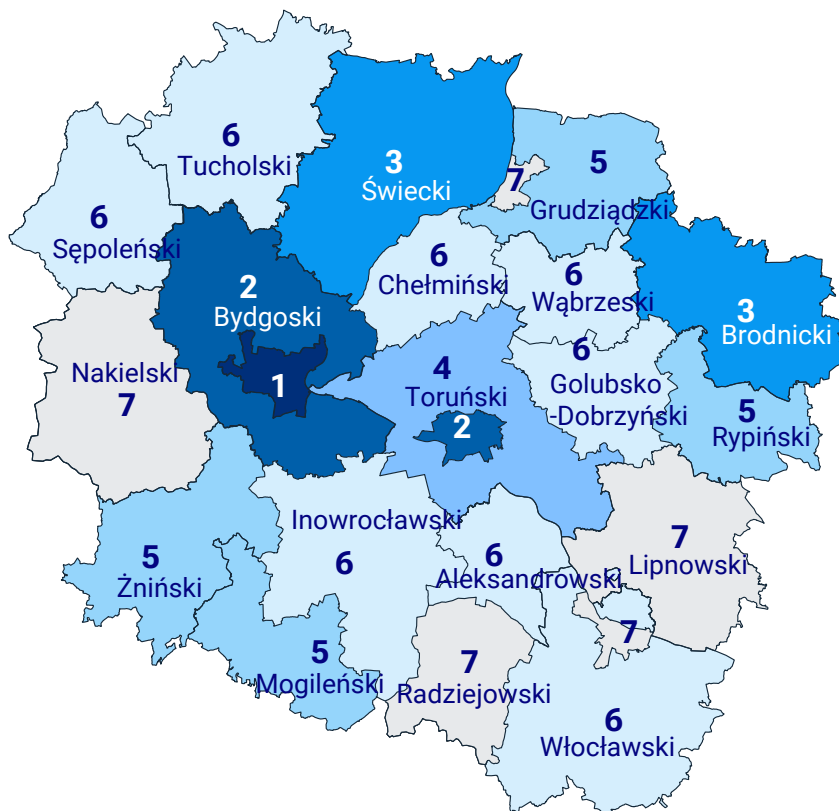 6
Tucholski
3
Świecki
7
5
Grudziądzki
6
Sępoleński
6
Chełmiński
6
Wąbrzeski
2
Bydgoski
3
Brodnicki
Nakielski
7
1
4
Toruński
2
6
Golubsko
-Dobrzyński
5
Rypiński
Inowrocławski
6
5
Żniński
6
Aleksandrowski
7
Lipnowski
7
5
Mogileński
7
Radziejowski
6
Włocławski